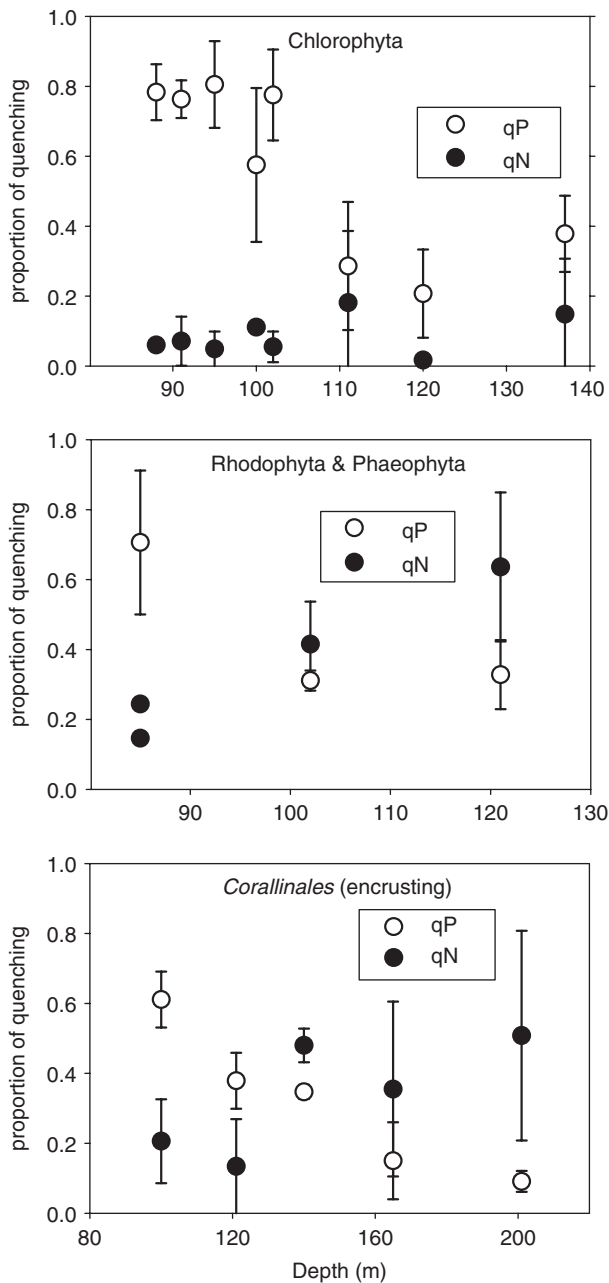 Chlorophyta
qP
qN
proportion of quenching
1.0
0.8
0.6
0.4
0.2
0.0
90 100 110 120 130 140
Rhodophyta & Phaeophyta
qP
qN
proportion of quenching
1.0
0.8
0.6
0.4
0.2
0.0
90 100 110 120 130
Corallinales (encrusting)
qP
qN
proportion of quenching
1.0
0.8
0.6
0.4
0.2
0.0
80 120 160 200
Depth (m)